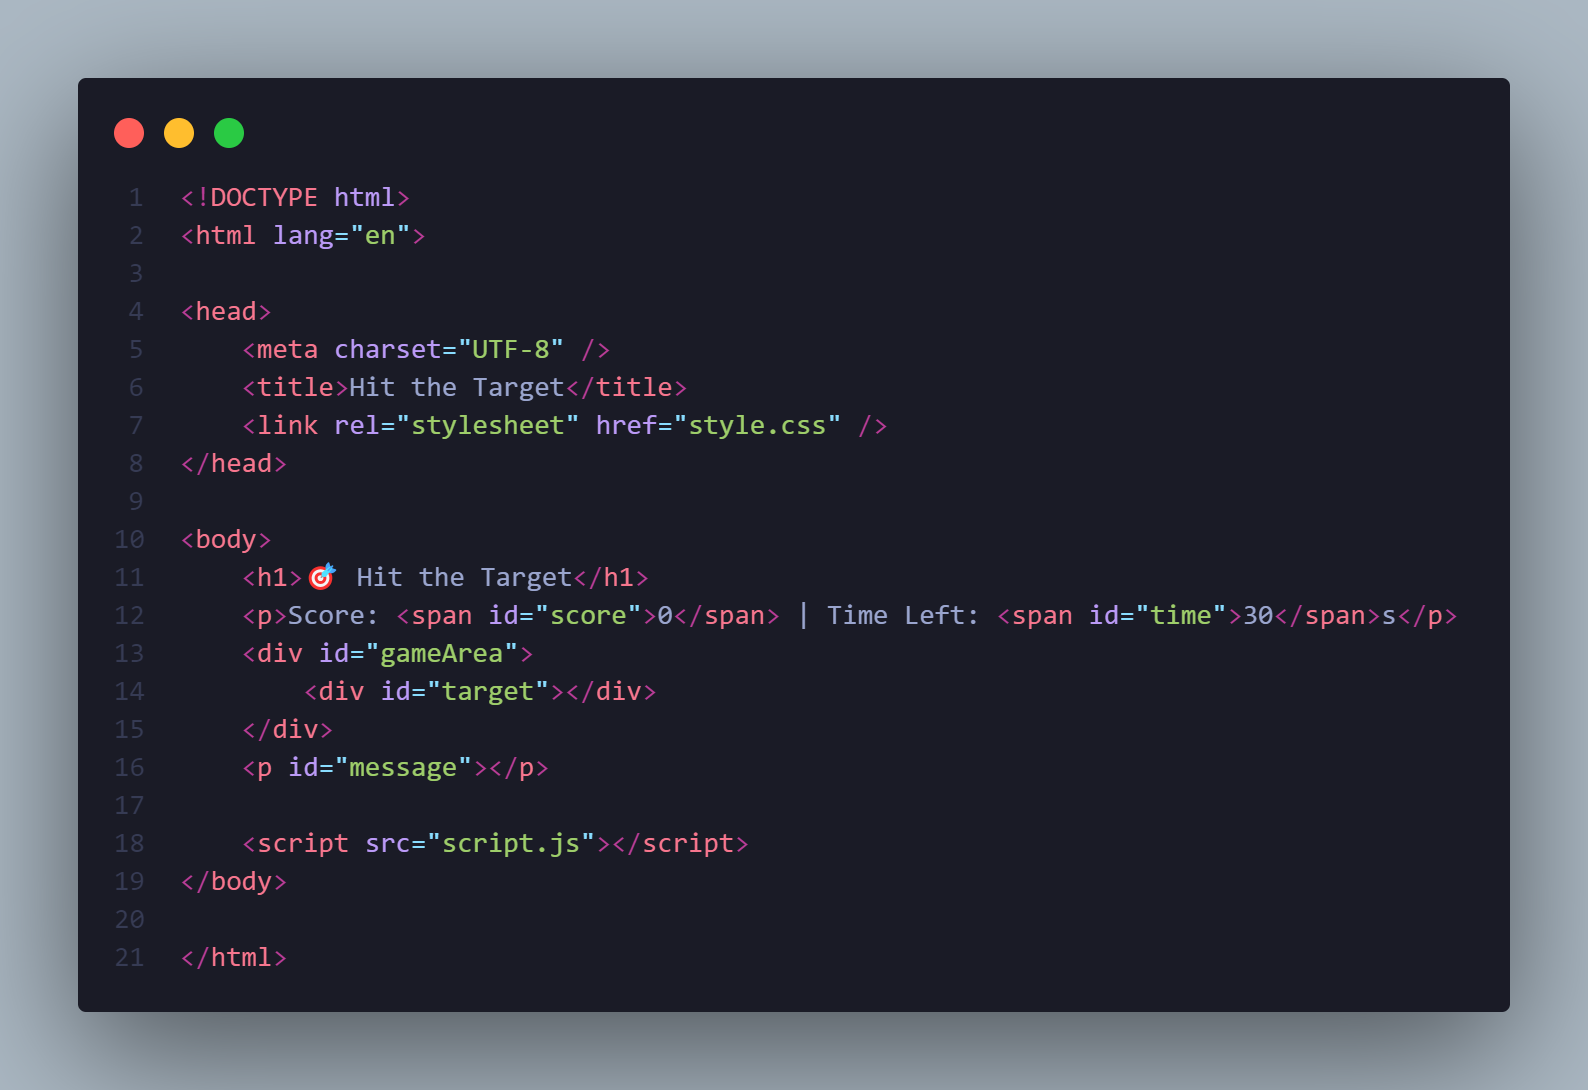 1 <!DOCTYPE html>
2 <html lang="en">
3
4 <head>
5     <meta charset="UTF-8" />
6     <title>Hit the Target</title>
7     <link rel="stylesheet" href="style.css" />
8 </head>
9
10 <body>
11     <h1>🎯 Hit the Target</h1>
12     <p>Score: <span id="score">0</span> | Time Left: <span id="time">30</span>s</p>
13     <div id="gameArea">
14         <div id="target"></div>
15     </div>
16     <p id="message"></p>
17
18     <script src="script.js"></script>
19 </body>
20
21 </html>